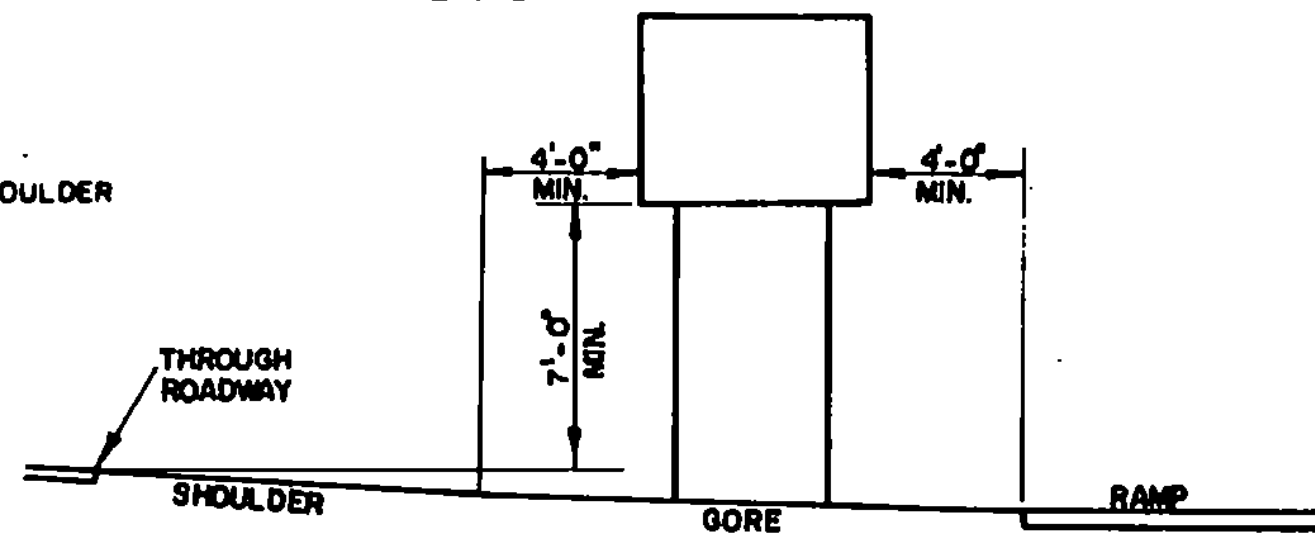 4'-0"
MIN.
4'-0"
MIN.
OULDER
7'-0"
MIN.
THROUGH
ROADWAY
SHOULDER
GORE
RAMP